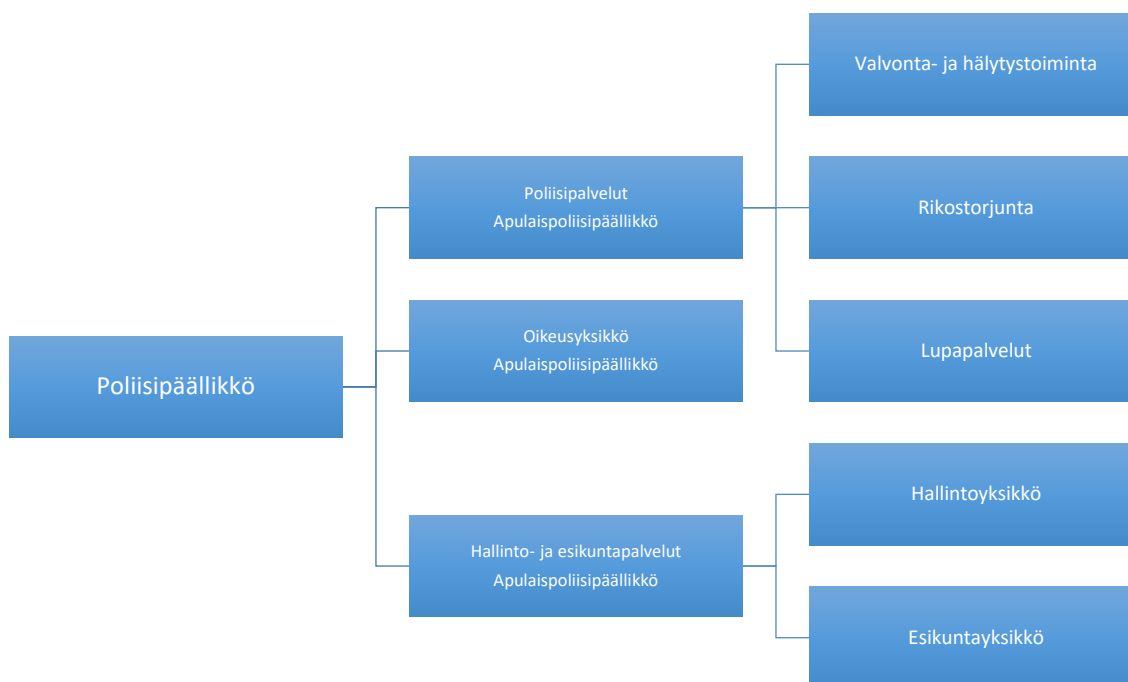 Poliisipäällikkö
Poliisipalvelut
Apulaispoliisipäällikkö
Valvonta- ja hälytystoiminta
Rikostorjunta
Lupapalvelut
Oikeusyksikkö
Apulaispoliisipäällikkö
Hallinto- ja esikuntapalvelut
Apulaispoliisipäällikkö
Hallintoyksikkö
Esikuntayksikkö